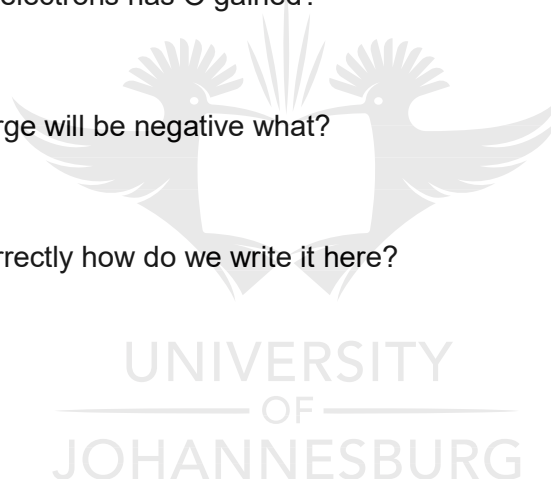 electrons has O gained?
rge will be negative what?
rrectly how do we write it here?
UNIVERSITY
OF
JOHANNESBURG